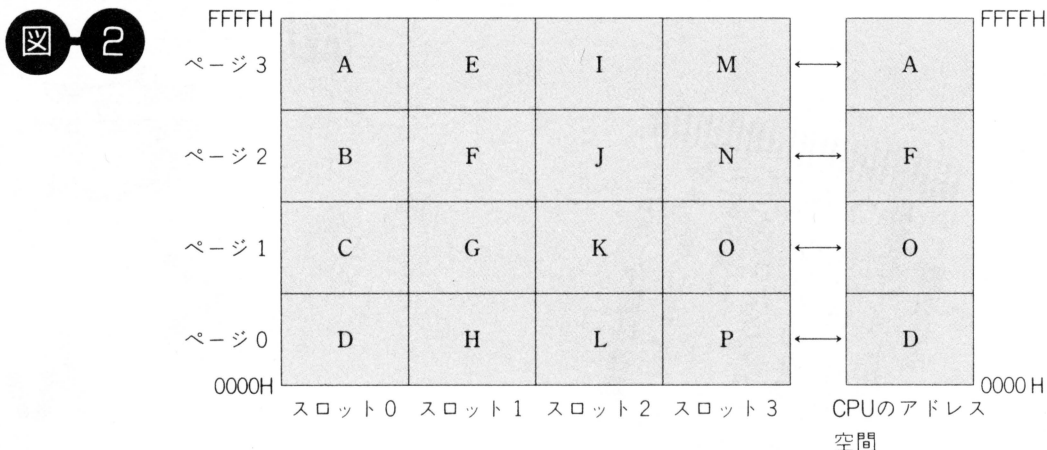 図-2
FFFFH FFFFH
ページ3 A E I M ←→ A
ページ2 B F J N ←→ F
ページ1 C G K O ←→ O
ページ0 D H L P ←→ D
0000H 0000H
スロット0 スロット1 スロット2 スロット3 CPUのアドレス
空間